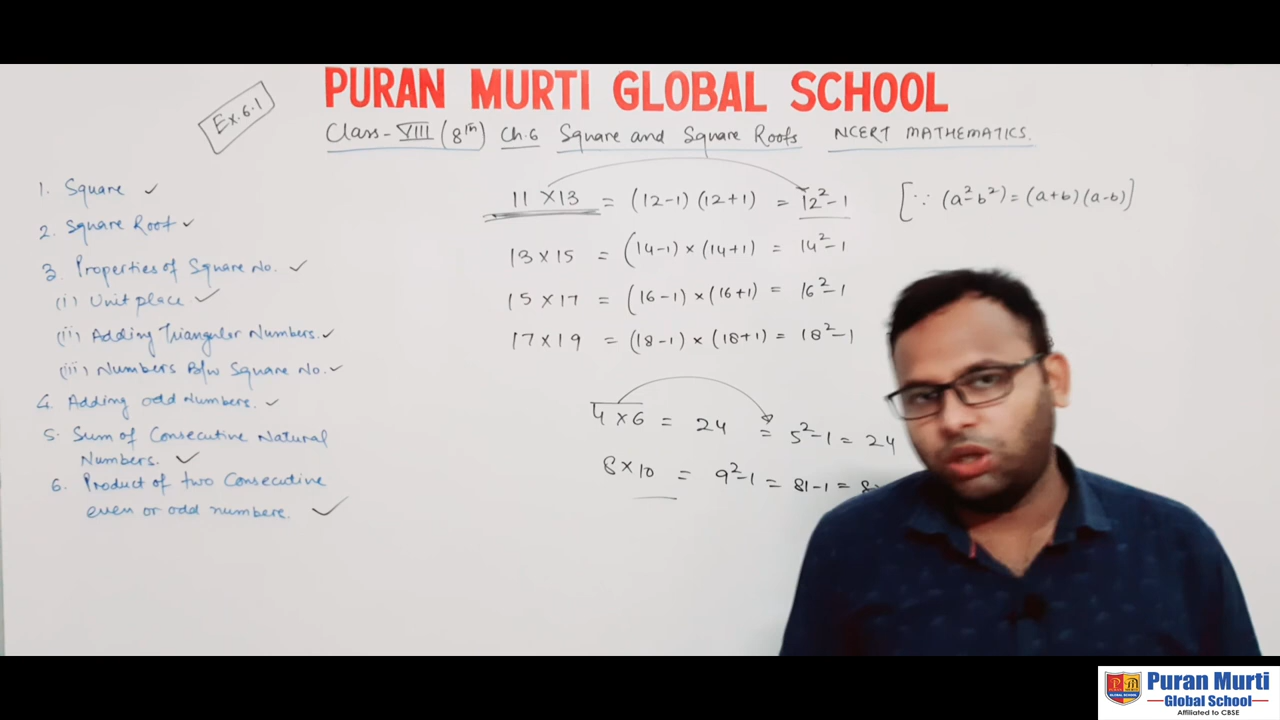 PURAN MURTI GLOBAL SCHOOL
Ex.6.1
Class-VIII (8th) Ch.6 Square and Square Roofs NCERT MATHEMATICS.
1. Square ✓
2. Square Root ✓
3. Properties of Square No. ✓
(i) Unit place ✓
(ii) Adding Triangular Numbers. ✓
(iii) Numbers B/w Square No. ✓
4. Adding odd Numbers. ✓
5. Sum of Consecutive Natural
Numbers. ✓
6. Product of two Consecutive
even or odd numbers. ✓
11 × 13 = (12-1) (12+1) = 12²-1 [∵ (a²-b²) = (a+b) (a-b)]
13 × 15 = (14-1) × (14+1) = 14²-1
15 × 17 = (16-1) × (16+1) = 16²-1
17 × 19 = (18-1) × (18+1) = 18²-1
4 × 6 = 24 = 5²-1 = 24
8 × 10 = 9²-1 = 81-1 = 8
Puran Murti
Global School
Affiliated to CBSE